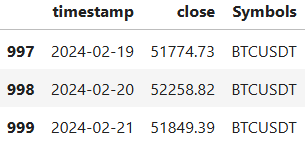 timestamp close Symbols
997 2024-02-19 51774.73 BTCUSDT
998 2024-02-20 52258.82 BTCUSDT
999 2024-02-21 51849.39 BTCUSDT